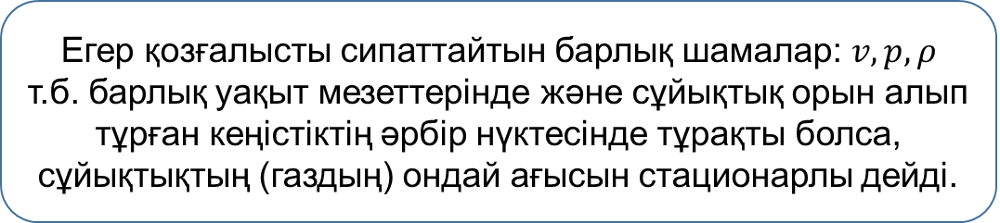 Егер қозғалысты сипаттайтын барлық шамалар: 𝑣, 𝑝, 𝜌
т.б. барлық уақыт мезеттерінде және сұйықтық орын алып
тұрған кеңістіктің әрбір нүктесінде тұрақты болса,
сұйықтықтың (газдың) ондай ағысын стационарлы дейді.